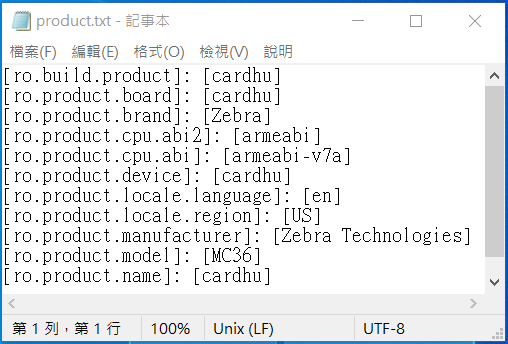 product.txt - 記事本
檔案(F) 編輯(E) 格式(O) 檢視(V) 說明
[ro.build.product]: [cardhu]
[ro.product.board]: [cardhu]
[ro.product.brand]: [Zebra]
[ro.product.cpu.abi2]: [armeabi]
[ro.product.cpu.abi]: [armeabi-v7a]
[ro.product.device]: [cardhu]
[ro.product.locale.language]: [en]
[ro.product.locale.region]: [US]
[ro.product.manufacturer]: [Zebra Technologies]
[ro.product.model]: [MC36]
[ro.product.name]: [cardhu]
第 1 列，第 1 行 100% Unix (LF) UTF-8